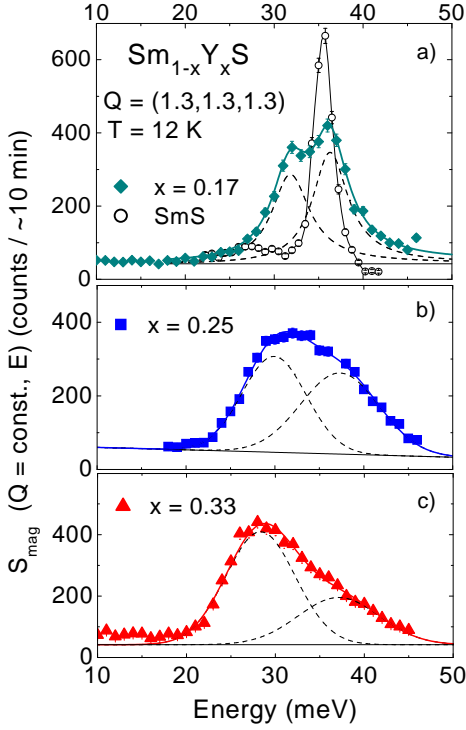 10 20 30 40 50
Sm1-xYxS
a)
Q = (1.3,1.3,1.3)
T = 12 K
x = 0.17
SmS
600
400
200
0
b)
x = 0.25
400
200
0
c)
x = 0.33
400
200
0
10 20 30 40 50
Energy (meV)
Smag (Q = const., E) (counts / ~10 min)